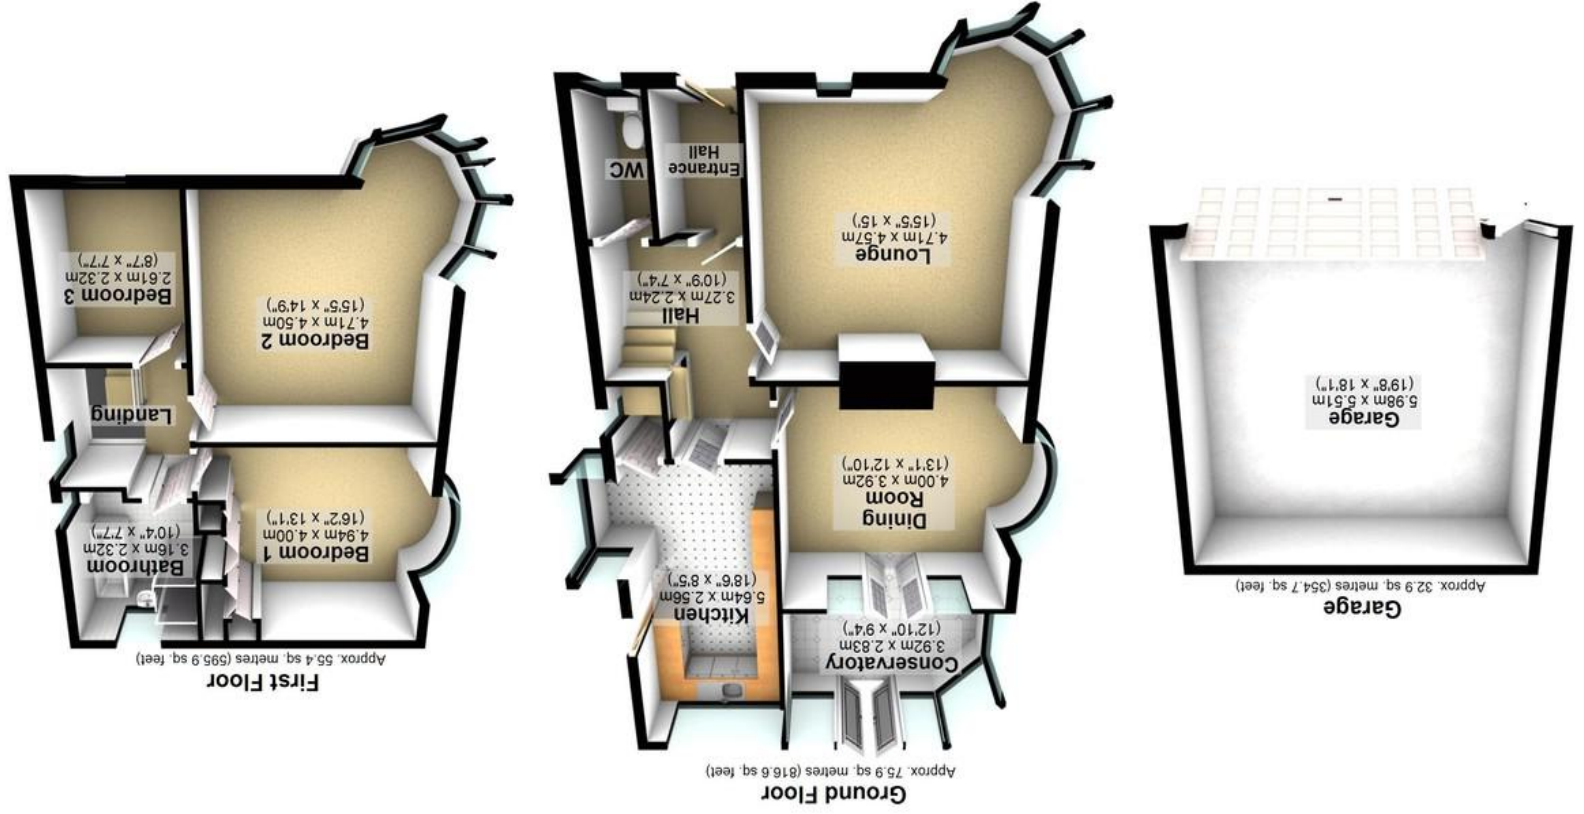 Garage
Approx. 32.9 sq. metres (354.7 sq. feet)
Garage
5.98m x 5.51m
(19'8" x 18'1")
Ground Floor
Approx. 75.9 sq. metres (816.6 sq. feet)
Conservatory
3.92m x 2.83m
(12'10" x 9'4")
Kitchen
5.64m x 2.56m
(18'6" x 8'5")
Dining
Room
4.00m x 3.92m
(13'1" x 12'10")
Hall
3.27m x 2.24m
(10'9" x 7'4")
Lounge
4.71m x 4.57m
(15'5" x 15')
Entrance
Hall
WC
First Floor
Approx. 55.4 sq. metres (595.9 sq. feet)
Bedroom 1
4.94m x 4.00m
(16'2" x 13'1")
Bathroom
3.16m x 2.32m
(10'4" x 7'7")
Landing
Bedroom 2
4.71m x 4.50m
(15'5" x 14'9")
Bedroom 3
2.61m x 2.32m
(8'7" x 7'7")